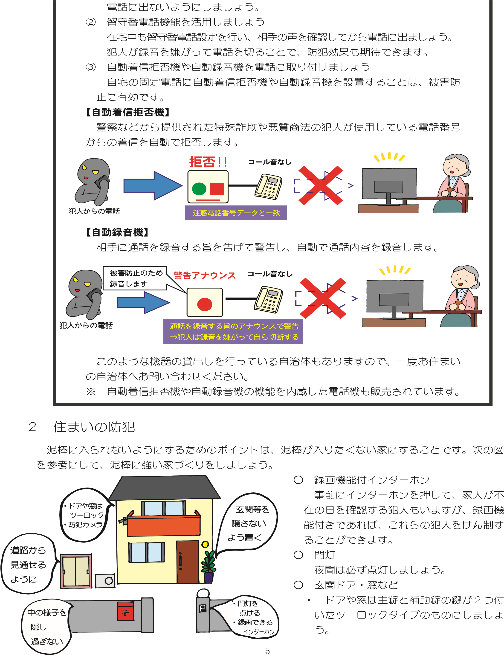 電話に出ないようにしましょう。
② 留守番電話機能を活用しましょう
在宅中も留守番電話設定を行い、相手の声を確認してから電話に出ましょう。
犯人が録音を嫌がって電話を切ることで、防犯効果も期待できます。
③ 自動着信拒否機や自動録音機を電話に取り付けましょう
自宅の固定電話に自動着信拒否機や自動録音機を設置することは、被害防
止に有効です。
【自動着信拒否機】
警察などから提供された特殊詐欺や悪質商法の犯人が使用している電話番号
からの着信を自動で拒否します。
拒否!!
コール音なし
犯人からの電話
迷惑電話番号データと一致
【自動録音機】
相手に通話を録音する旨を告げて警告し、自動で通話内容を録音します。
被害防止のため
録音します
警告アナウンス
コール音なし
犯人からの電話
通話を録音する旨のアナウンスで警告
→犯人は録音を嫌がって自ら切断する
このような機器の貸出しを行っている自治体もありますので、一度お住まい
の自治体へお問い合わせください。
※ 自動着信拒否機や自動録音機の機能を内蔵した電話機も販売されています。
2 住まいの防犯
泥棒に入られないようにするためのポイントは、泥棒が入りたくない家にすることです。次の図
を参考にして、泥棒に強い家づくりをしましょう。
・ドアや窓は
ツーロック
・防犯カメラ
玄関等を
隠さない
よう置く
道路から
見通せる
ように
中の様子を
隠し
過ぎない
・門灯を
点ける
・録画できる
インターホン
○ 録画機能付インターホン
事前にインターホンを押して、家人が不
在の日を確認する犯人もいますが、録画機
能付きであれば、これらの犯人をけん制す
ることができます。
○ 門灯
夜間は必ず点灯しましょう。
○ 玄関ドア・窓など
・ ドアや窓は主錠と補助錠の鍵が2つ付
いたツーロックタイプのものにしましょ
う。
5